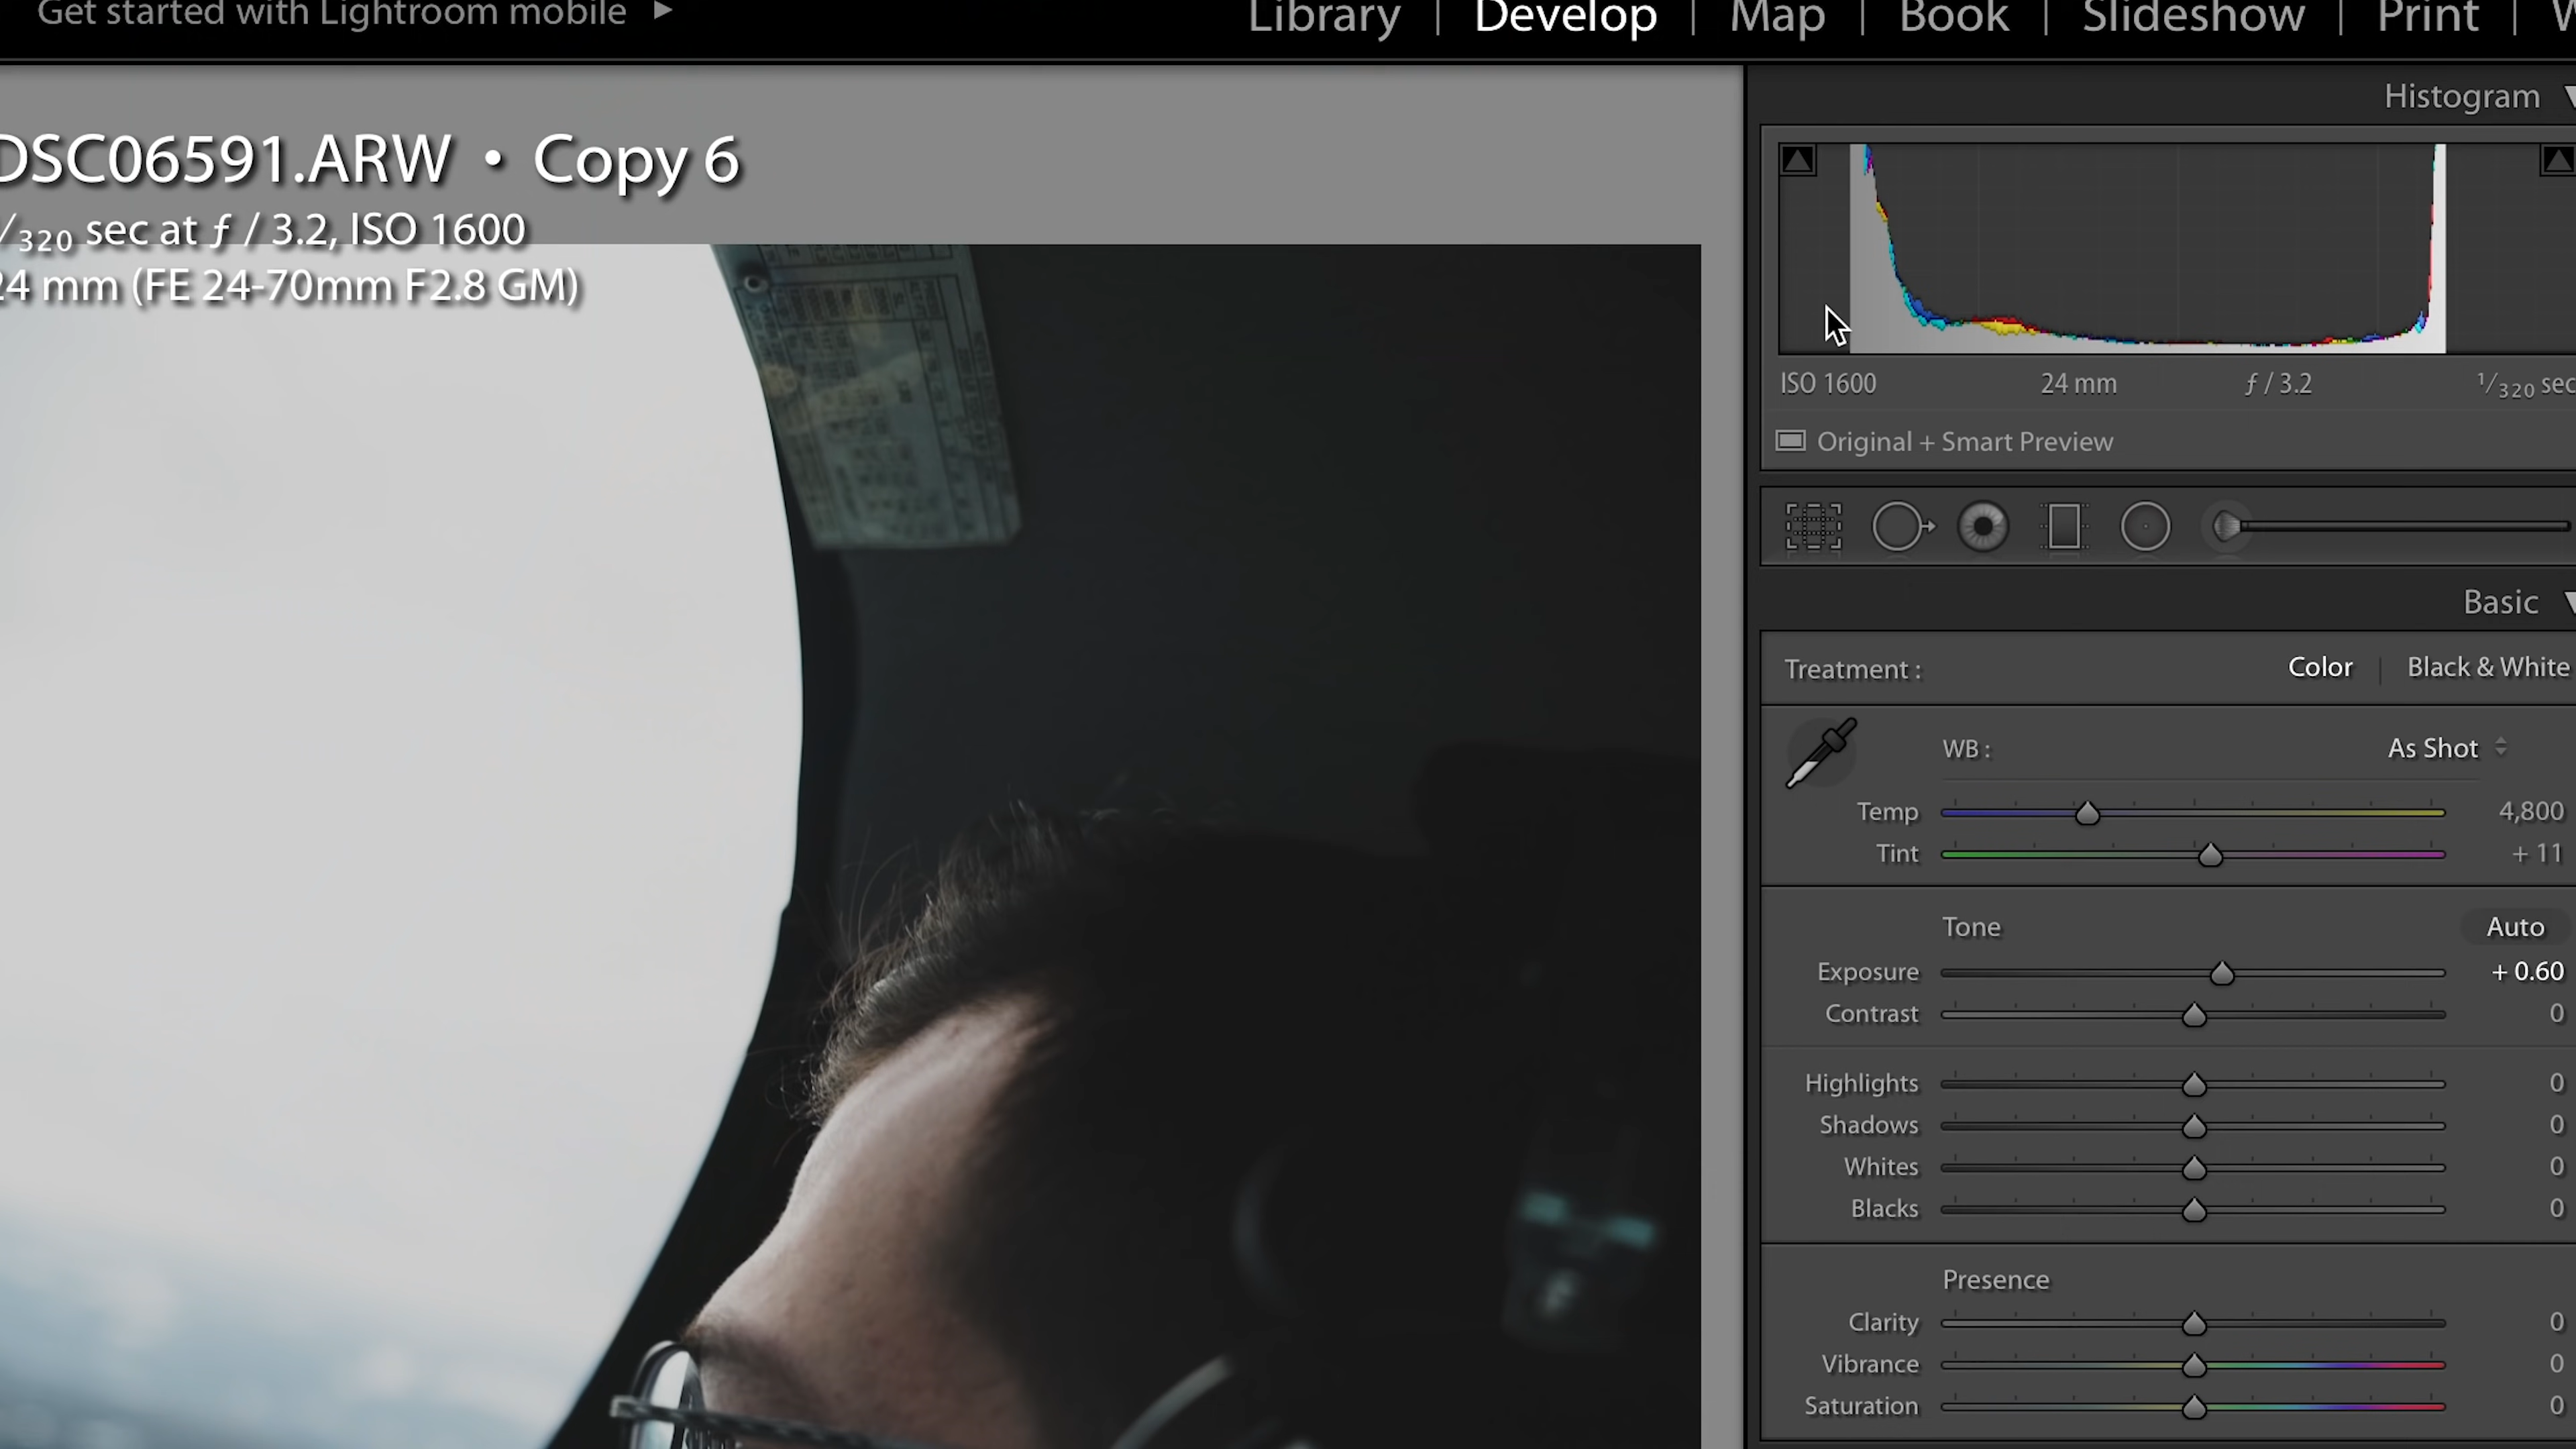 Get started with Lightroom mobile ▶
Library | Develop | Map | Book | Slideshow | Print |
Histogram
DSC06591.ARW • Copy 6
1/320 sec at ƒ / 3.2, ISO 1600
24 mm (FE 24-70mm F2.8 GM)
ISO 1600 24 mm ƒ / 3.2 1/320 sec
Original + Smart Preview
Basic
Treatment : Color | Black & White
WB : As Shot
Temp 4,800
Tint + 11
Tone Auto
Exposure + 0.60
Contrast 0
Highlights 0
Shadows 0
Whites 0
Blacks 0
Presence
Clarity 0
Vibrance 0
Saturation 0